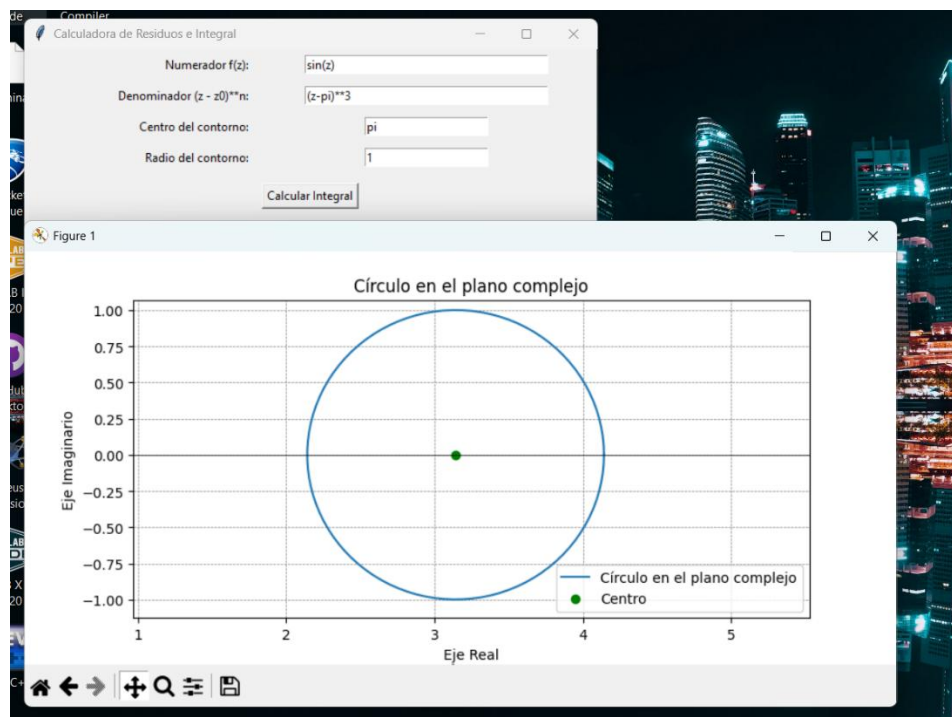 de Compiler
Calculadora de Residuos e Integral
Numerador f(z): sin(z)
Denominador (z - z0)**n: (z-pi)**3
Centro del contorno: pi
Radio del contorno: 1
Calcular Integral
Figure 1
Círculo en el plano complejo
1.00
0.75
0.50
0.25
0.00
−0.25
−0.50
−0.75
−1.00
Eje Imaginario
Círculo en el plano complejo
Centro
1 2 3 4 5
Eje Real